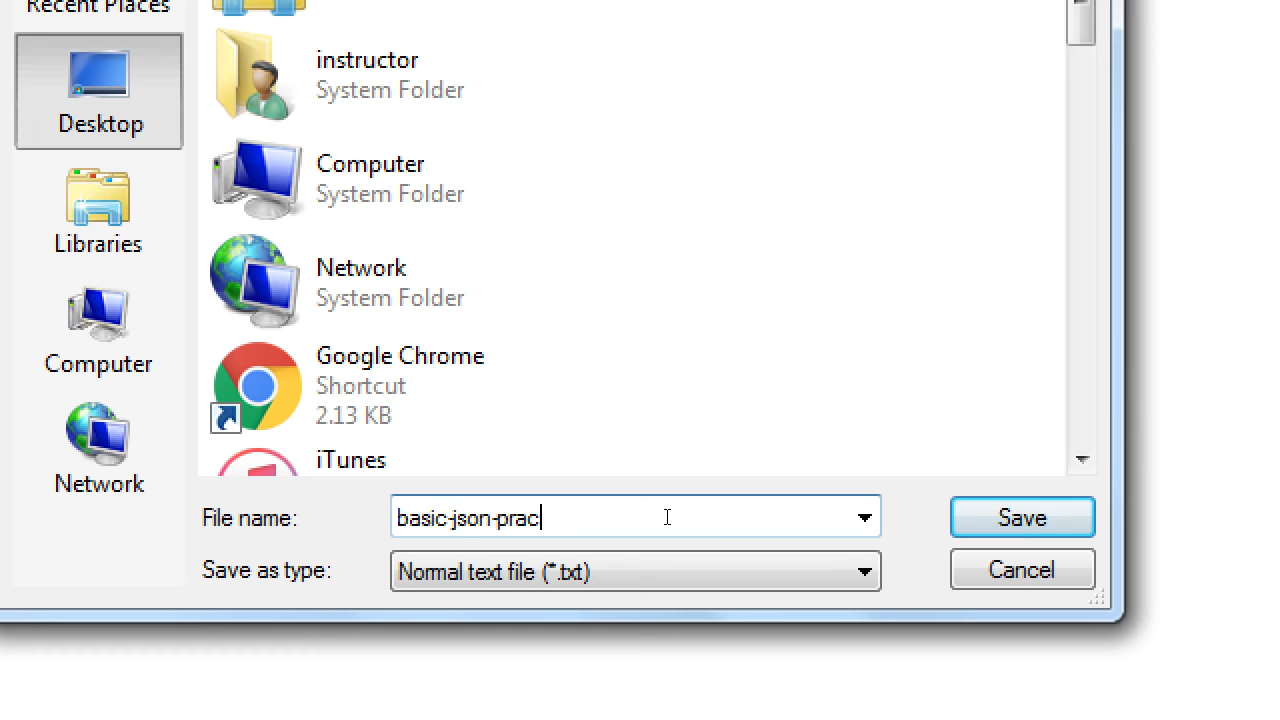 Recent Places
Desktop
Libraries
Computer
Network
instructor
System Folder
Computer
System Folder
Network
System Folder
Google Chrome
Shortcut
2.13 KB
iTunes
File name:
basic-json-prac
Save
Save as type:
Normal text file (*.txt)
Cancel